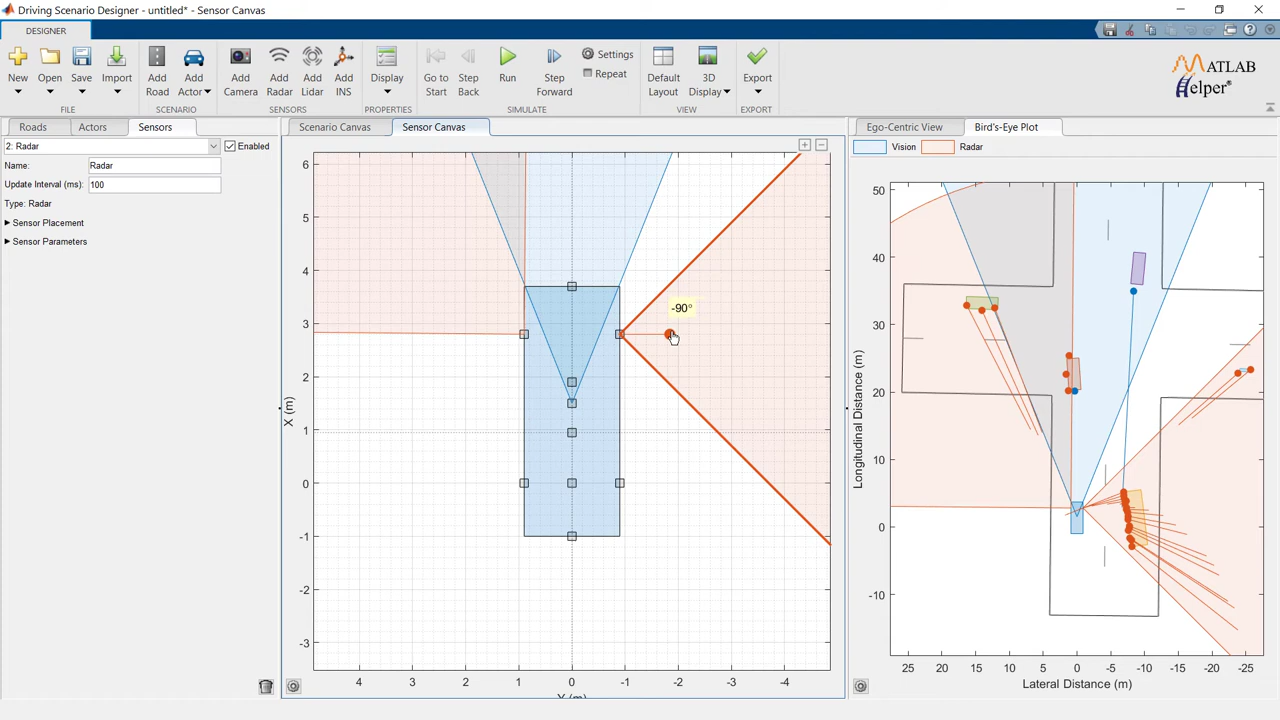 Driving Scenario Designer - untitled* - Sensor Canvas
DESIGNER
New Open Save Import
FILE
Add Road Add Actor
SCENARIO
Add Camera Add Radar Add Lidar Add INS
SENSORS
Display
PROPERTIES
Go to Start Step Back Run Step Forward
Settings
Repeat
SIMULATE
Default Layout 3D Display
VIEW
Export
EXPORT
MATLAB
Helper®
Roads Actors Sensors
2: Radar Enabled
Name: Radar
Update Interval (ms): 100
Type: Radar
Sensor Placement
Sensor Parameters
Scenario Canvas Sensor Canvas
6
5
4
3
2
1
0
-1
-2
-3
X (m)
-90°
4 3 2 1 0 -1 -2 -3 -4
Y (m)
Ego-Centric View Bird's-Eye Plot
Vision Radar
50
40
30
20
10
0
-10
Longitudinal Distance (m)
25 20 15 10 5 0 -5 -10 -15 -20 -25
Lateral Distance (m)